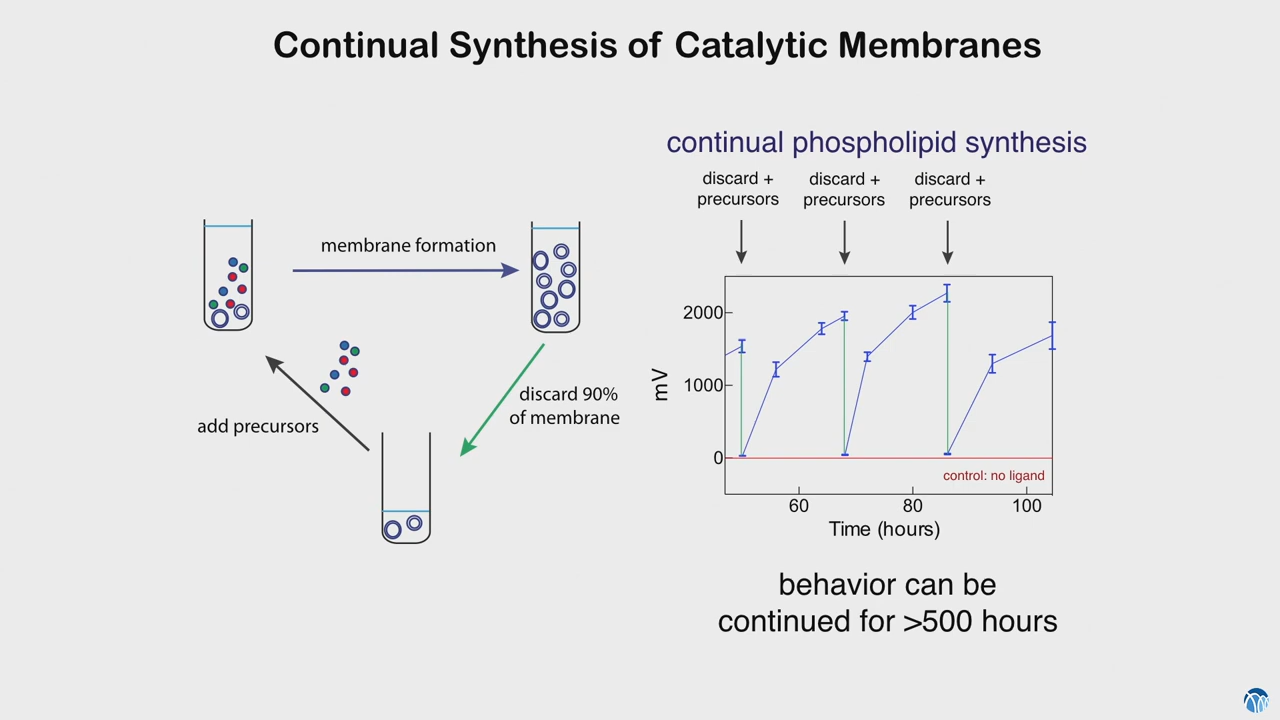 Continual Synthesis of Catalytic Membranes
membrane formation
discard 90%
of membrane
add precursors
continual phospholipid synthesis
discard +
precursors
discard +
precursors
discard +
precursors
mV
2000
1000
0
control: no ligand
60
80
100
Time (hours)
behavior can be
continued for >500 hours